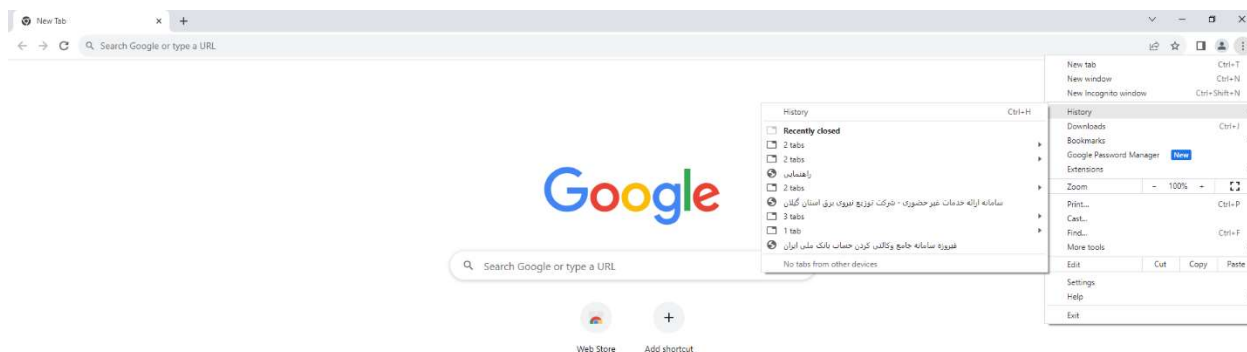 New Tab
Search Google or type a URL
New tab Ctrl+T
New window Ctrl+N
New Incognito window Ctrl+Shift+N
History
Downloads Ctrl+J
Bookmarks
Google Password Manager New
Extensions
Zoom - 100% +
Print... Ctrl+P
Cast...
Find... Ctrl+F
More tools
Edit Cut Copy Paste
Settings
Help
Exit
History Ctrl+H
Recently closed
2 tabs
2 tabs
راهنمایی
2 tabs
سامانه ارائه خدمات غیر حضوری - شرکت توزیع نیروی برق استان گیلان
3 tabs
1 tab
فیروزه سامانه جامع وکالتی کردن حساب بانک ملی ایران
No tabs from other devices
Google
Search Google or type a URL
Web Store
Add shortcut